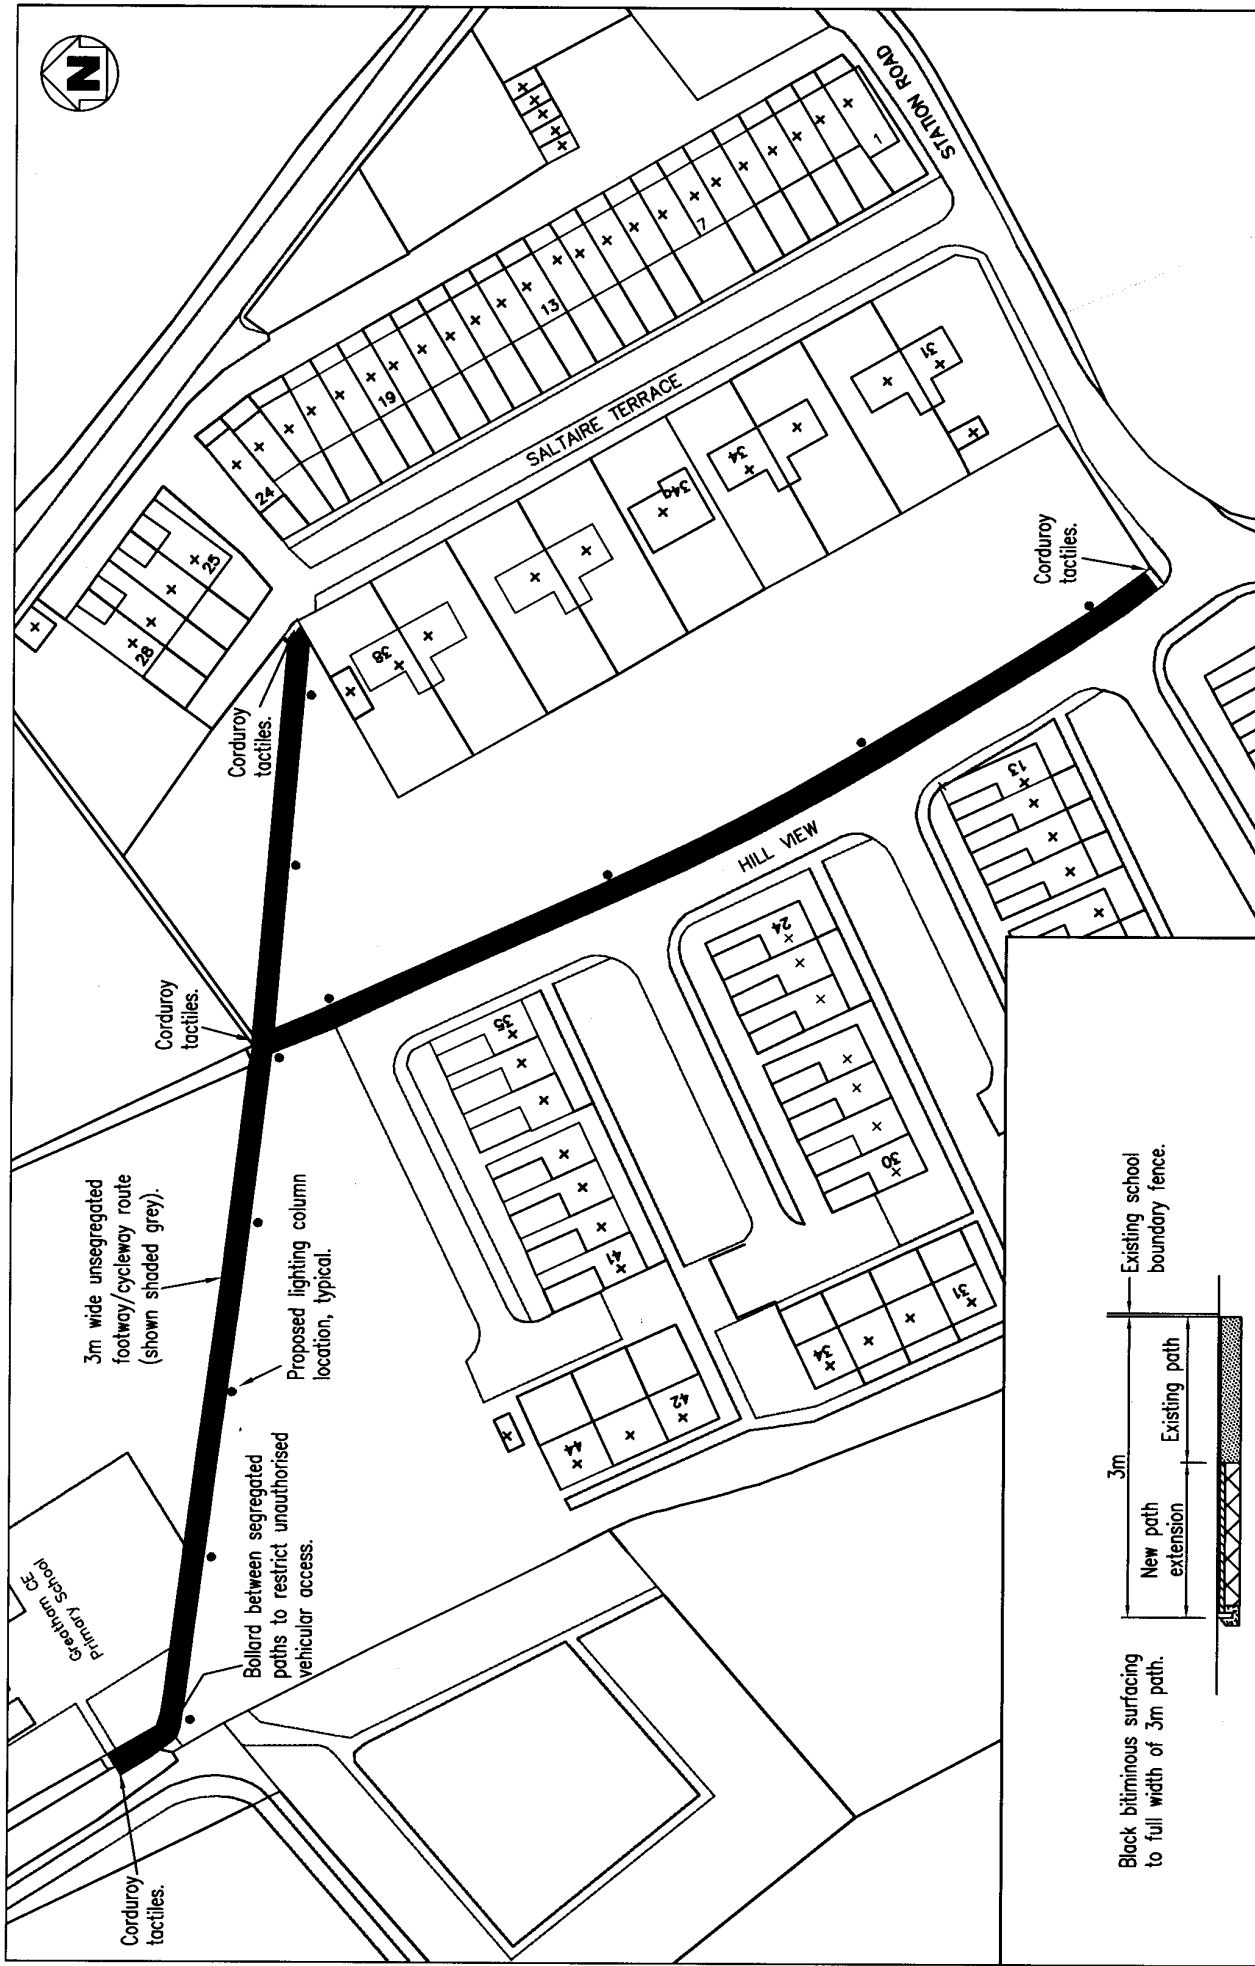 N
STATION ROAD
1
7
13
19
24
SALTAIRE TERRACE
25
28
31
34
34a
38
Corduroy
tactiles.
Corduroy
tactiles.
Corduroy
tactiles.
HILL VIEW
13
24
30
35
41
31
34
42
44
3m wide unsegregated
footway/cycleway route
(shown shaded grey).
Proposed lighting column
location, typical.
Bollard between segregated
paths to restrict unauthorised
vehicular access.
Greatham CE
Primary School
Corduroy
tactiles.
Black bitiminous surfacing
to full width of 3m path.
3m
New path
extension
Existing path
Existing school
boundary fence.